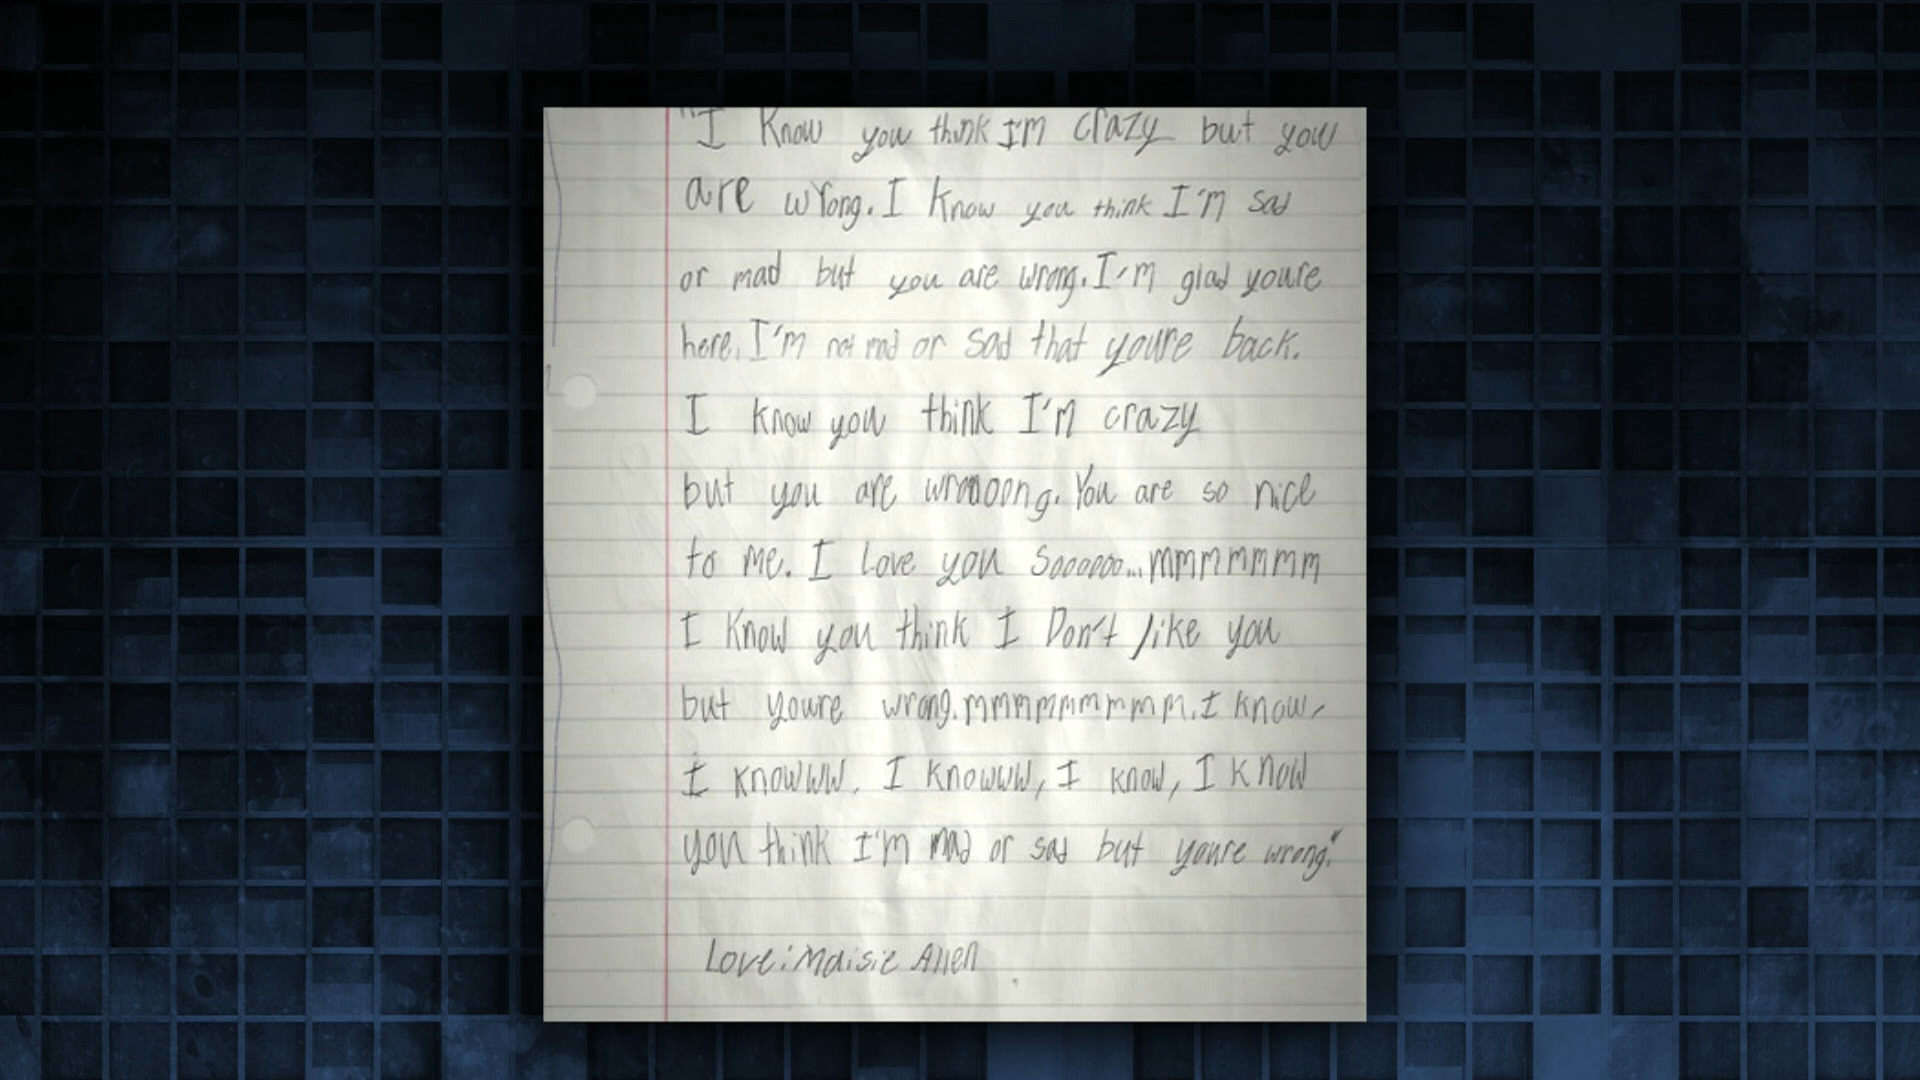 "I Know you think I'm crazy but you
are wrong. I know you think I'm sad
or mad but you are wrong. I'm glad youre
here. I'm not mad or sad that youre back.
I know you think I'm crazy
but you are wroooong. You are so nice
to me. I Love you Soooooo...mmmmmmm
I Know you think I Don't like you
but youre wrong.mmmmmmmmm. I know,
I knowww, I knowww, I know, I know
you think I'm mad or sad but youre wrong."
Love: Maisie Allen